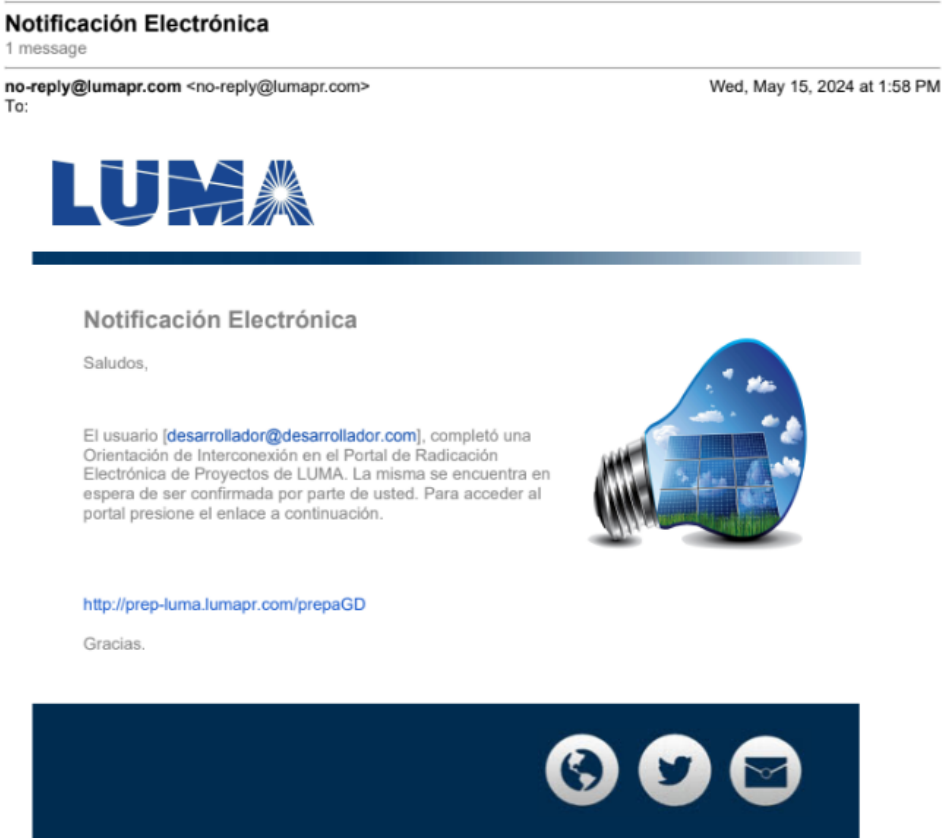 Notificación Electrónica
1 message
no-reply@lumapr.com <no-reply@lumapr.com> Wed, May 15, 2024 at 1:58 PM
To:
LUMA
Notificación Electrónica
Saludos,
El usuario [desarrollador@desarrollador.com], completó una
Orientación de Interconexión en el Portal de Radicación
Electrónica de Proyectos de LUMA. La misma se encuentra en
espera de ser confirmada por parte de usted. Para acceder al
portal presione el enlace a continuación.
http://prep-luma.lumapr.com/prepaGD
Gracias.